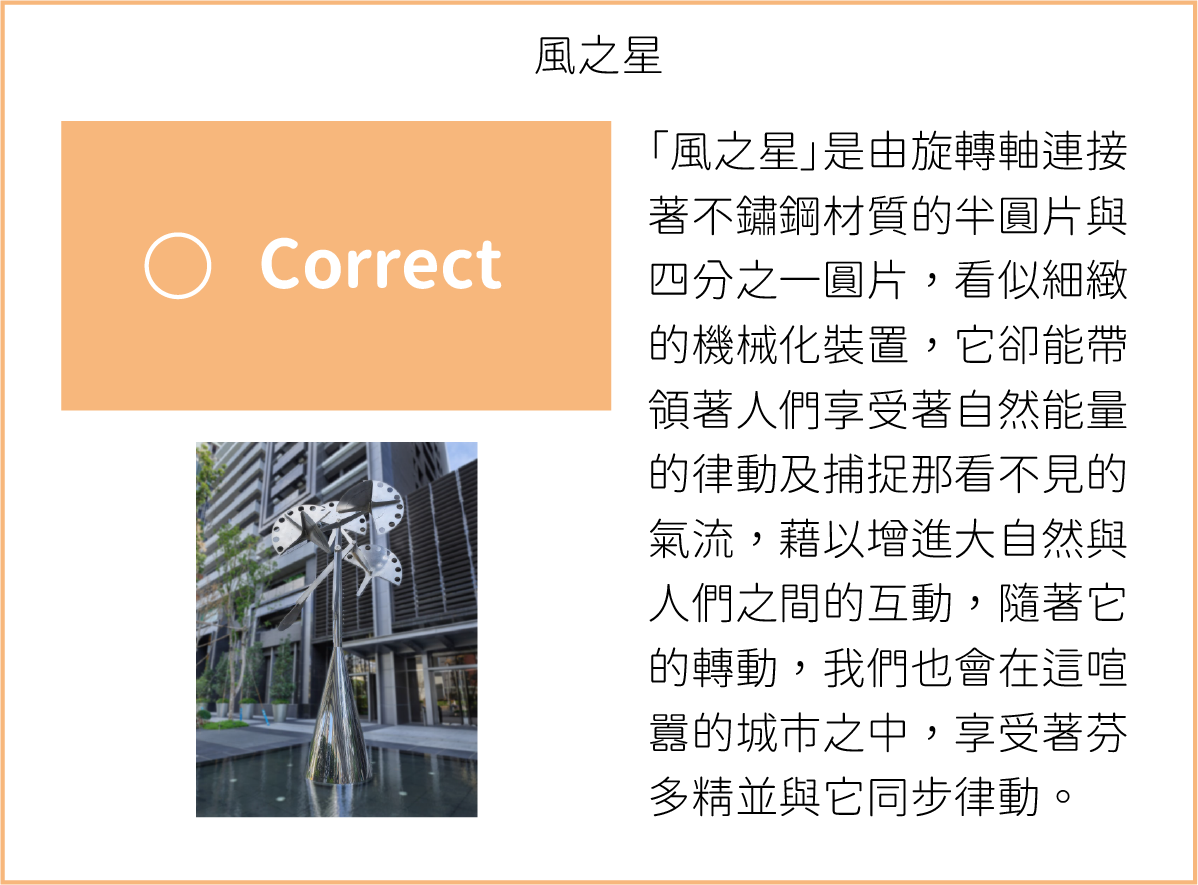 風之星
Correct
「風之星」是由旋轉軸連接
著不鏽鋼材質的半圓片與
四分之一圓片，看似細緻
的機械化裝置，它卻能帶
領著人們享受著自然能量
的律動及捕捉那看不見的
氣流，藉以增進大自然與
人們之間的互動，隨著它
的轉動，我們也會在這喧
囂的城市之中，享受著芬
多精並與它同步律動。